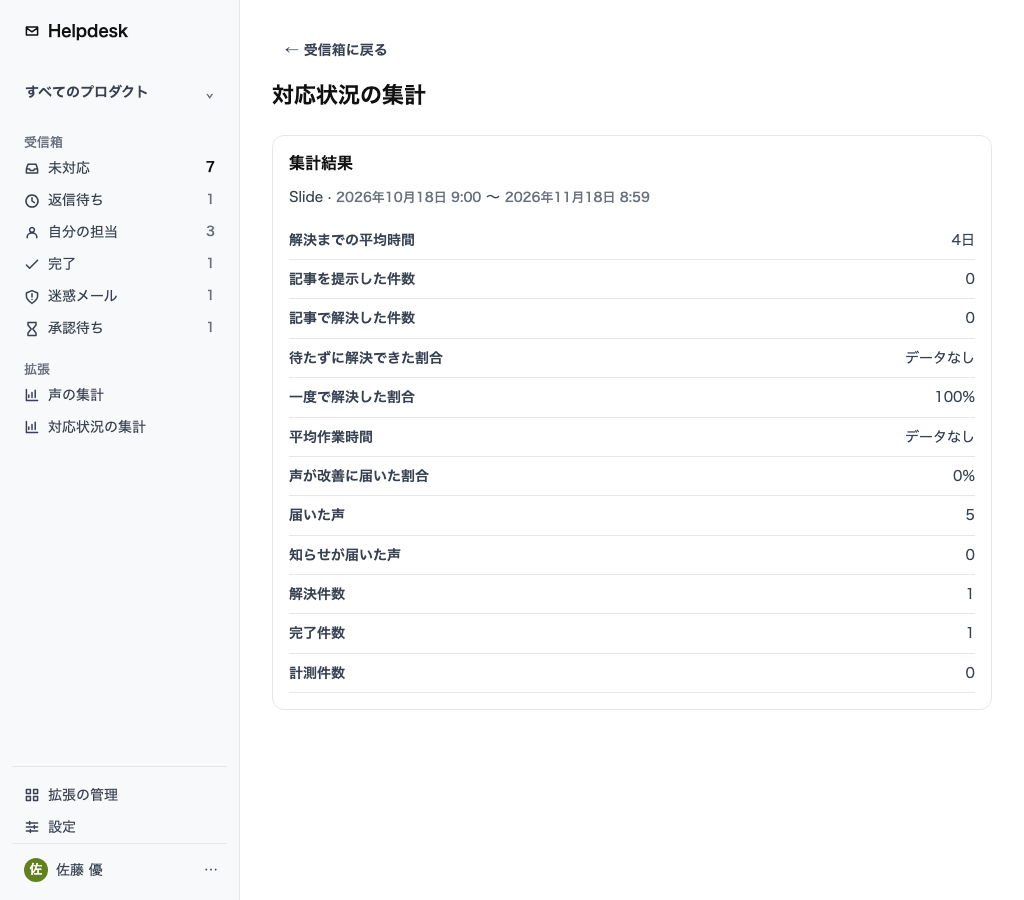 Helpdesk
すべてのプロダクト
受信箱
未対応 7
返信待ち 1
自分の担当 3
完了 1
迷惑メール 1
承認待ち 1
拡張
声の集計
対応状況の集計
拡張の管理
設定
佐 佐藤 優 …
← 受信箱に戻る
対応状況の集計
集計結果
Slide · 2026年10月18日 9:00 〜 2026年11月18日 8:59
解決までの平均時間 4日
記事を提示した件数 0
記事で解決した件数 0
待たずに解決できた割合 データなし
一度で解決した割合 100%
平均作業時間 データなし
声が改善に届いた割合 0%
届いた声 5
知らせが届いた声 0
解決件数 1
完了件数 1
計測件数 0